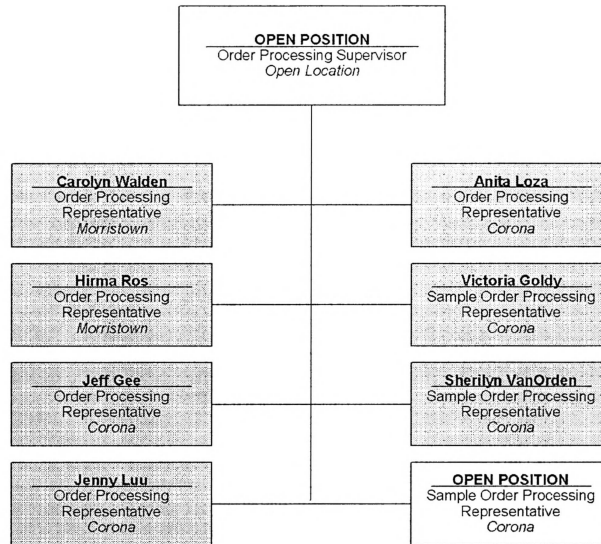 OPEN POSITION
Order Processing Supervisor
Open Location
Carolyn Walden
Order Processing
Representative
Morristown
Anita Loza
Order Processing
Representative
Corona
Hirma Ros
Order Processing
Representative
Morristown
Victoria Goldy
Sample Order Processing
Representative
Corona
Jeff Gee
Order Processing
Representative
Corona
Sherilyn VanOrden
Sample Order Processing
Representative
Corona
Jenny Luu
Order Processing
Representative
Corona
OPEN POSITION
Sample Order Processing
Representative
Corona